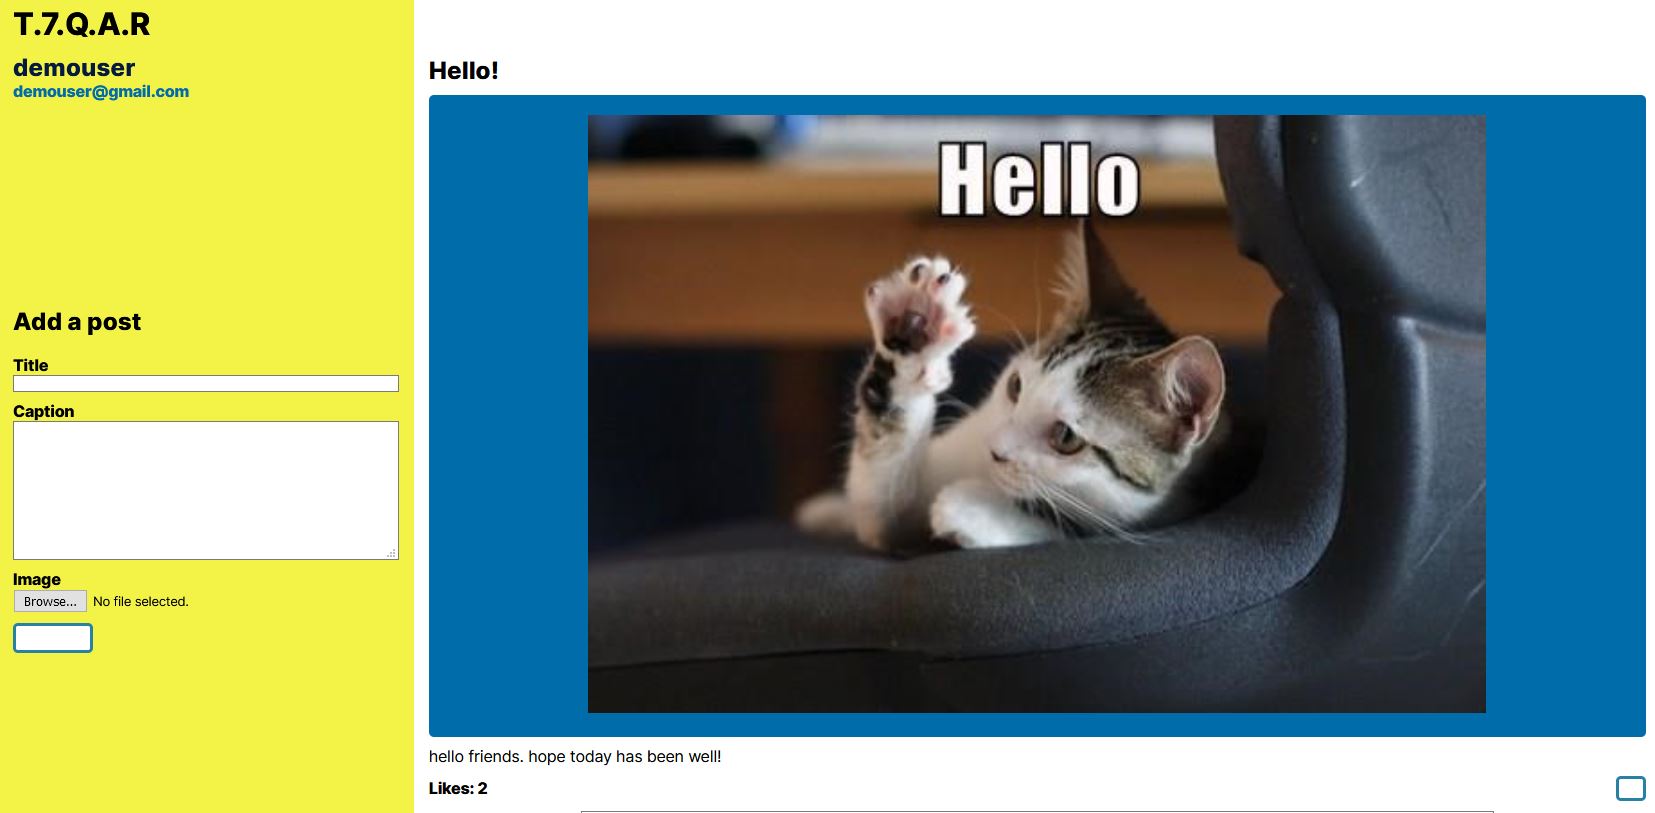 T.7.Q.A.R
demouser
demouser@gmail.com
Add a post
Title
Caption
Image
Browse... No file selected.
Hello!
Hello
hello friends. hope today has been well!
Likes: 2